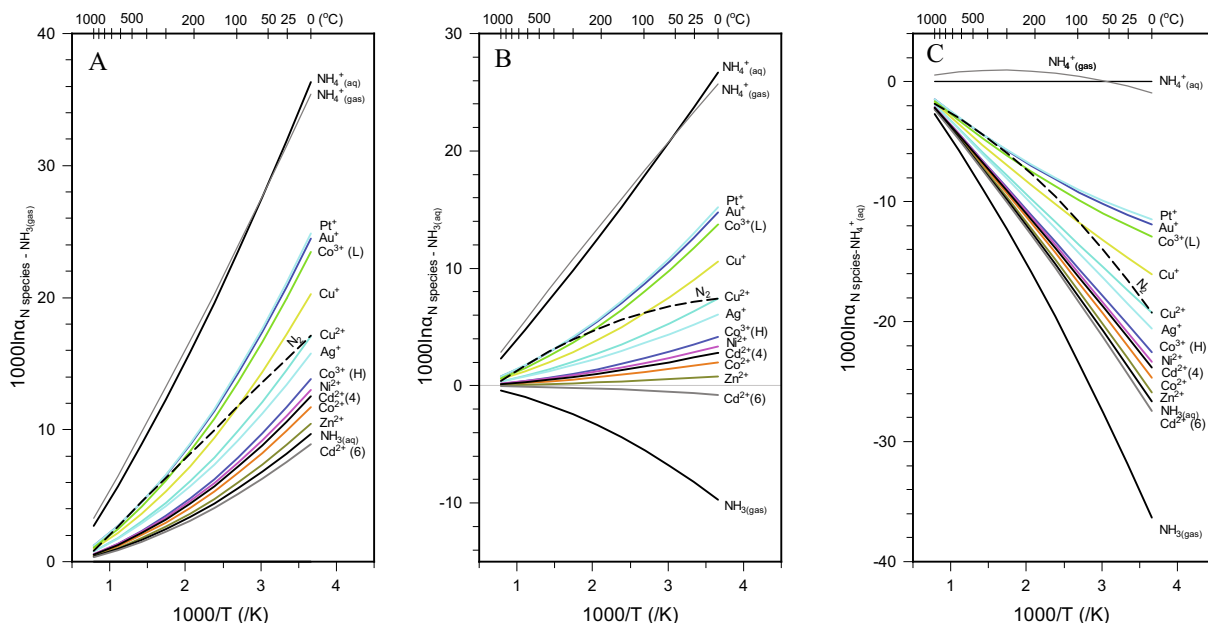 1000 500 200 100 50 25 0 (°C)
A
40
30
20
10
0
1000lnα N species - NH₃(gas)
NH₄⁺(aq)
NH₄⁺(gas)
Pt⁺
Au⁺
Co³⁺ (L)
Cu⁺
N₂
Cu²⁺
Ag⁺
Co³⁺ (H)
Ni²⁺
Cd²⁺(4)
Co²⁺
Zn²⁺
NH₃(aq)
Cd²⁺ (6)
1 2 3 4
1000/T (/K)
1000 500 200 100 50 25 0 (°C)
B
30
20
10
0
-10
1000lnα N species - NH₃(aq)
NH₄⁺(aq)
NH₄⁺(gas)
Pt⁺
Au⁺
Co³⁺(L)
Cu⁺
N₂
Cu²⁺
Ag⁺
Co³⁺(H)
Ni²⁺
Cd²⁺(4)
Co²⁺
Zn²⁺
Cd²⁺(6)
NH₃(gas)
1 2 3 4
1000/T (/K)
1000 500 200 100 50 25 0 (°C)
C
0
-10
-20
-30
-40
1000lnα N spcies-NH₄⁺(aq)
NH₄⁺(gas)
NH₄⁺(aq)
Pt⁺
Au⁺
Co³⁺(L)
Cu⁺
N₂
Cu²⁺
Ag⁺
Co³⁺ (H)
Ni²⁺
Cd²⁺(4)
Co²⁺
Zn²⁺
NH₃(aq)
Cd²⁺ (6)
NH₃(gas)
1 2 3 4
1000/T (/K)